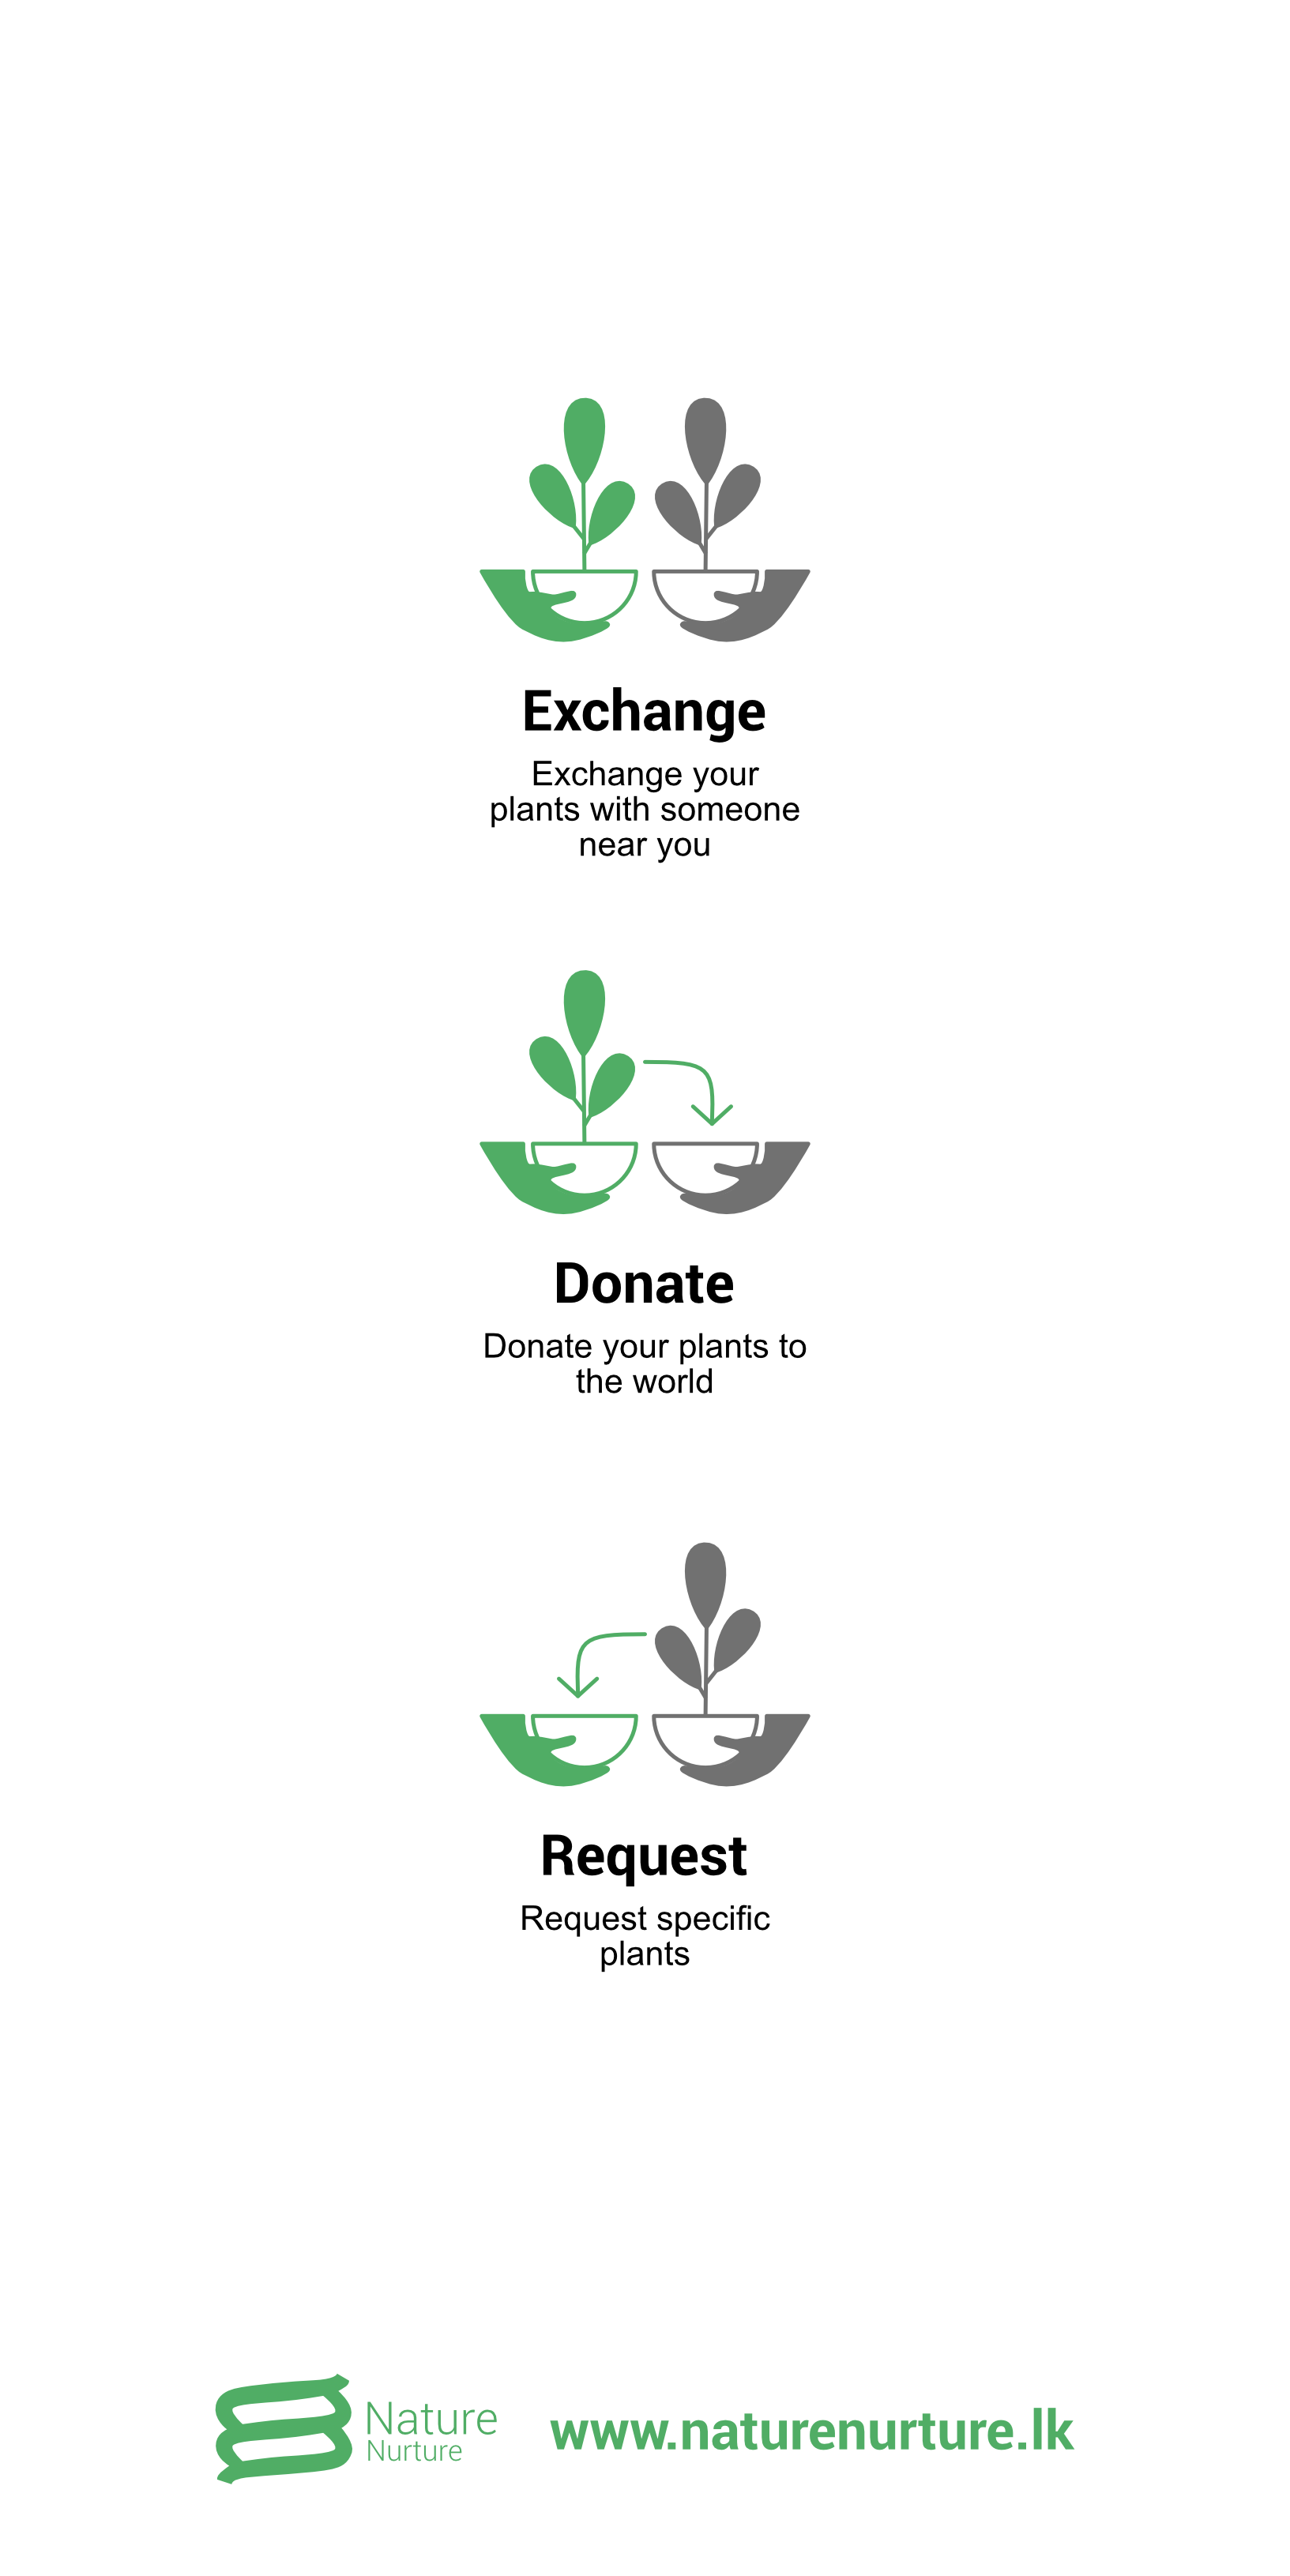 Exchange
Exchange your
plants with someone
near you
Donate
Donate your plants to
the world
Request
Request specific
plants
Nature
Nurture
www.naturenurture.lk